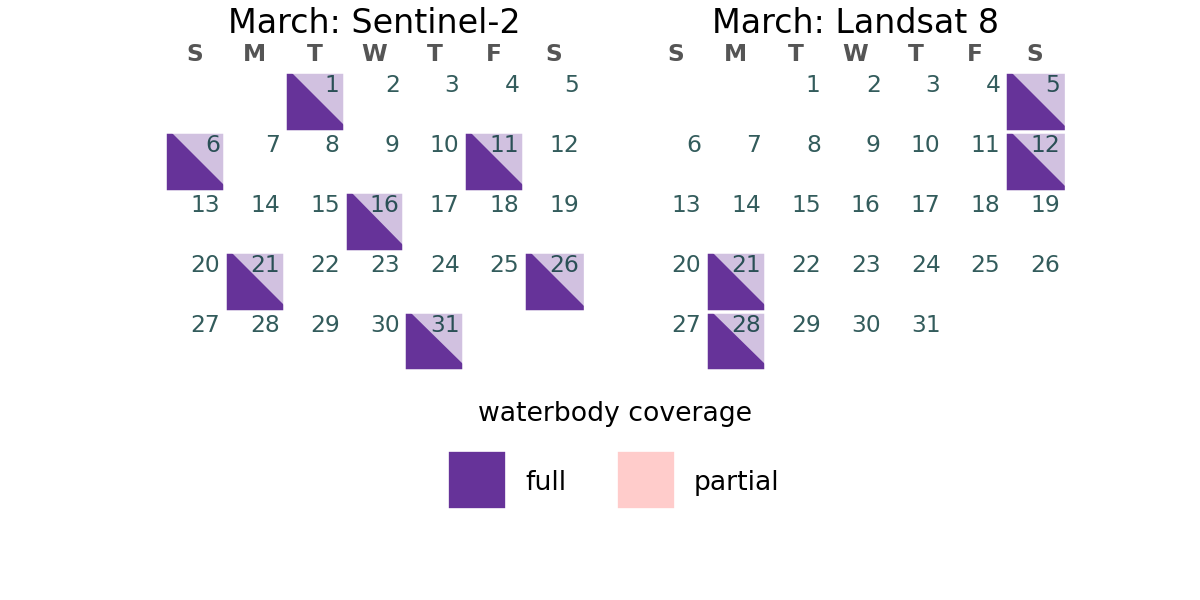 March: Sentinel-2
S M T W T F S
1 2 3 4 5
6 7 8 9 10 11 12
13 14 15 16 17 18 19
20 21 22 23 24 25 26
27 28 29 30 31
March: Landsat 8
S M T W T F S
1 2 3 4 5
6 7 8 9 10 11 12
13 14 15 16 17 18 19
20 21 22 23 24 25 26
27 28 29 30 31
waterbody coverage
full partial